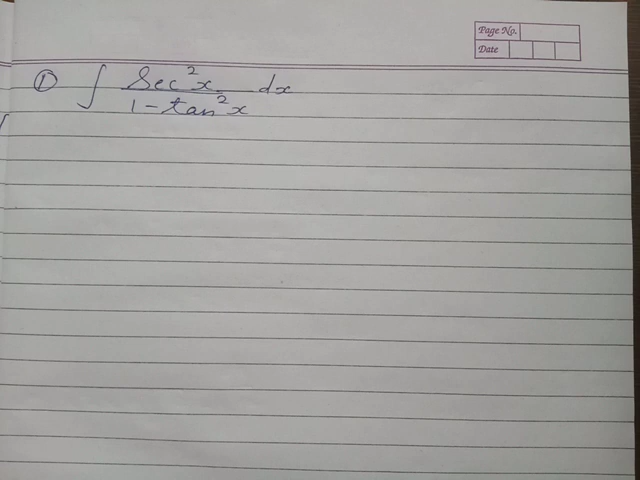 Page No.
Date
① ∫ Sec²x / 1 - tan²x dx